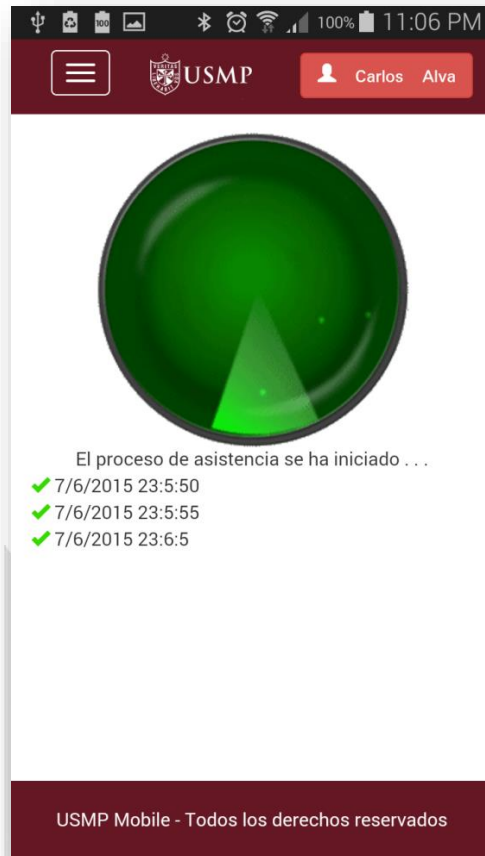 100
100% 11:06 PM
USMP
Carlos Alva
El proceso de asistencia se ha iniciado . . .
7/6/2015 23:5:50
7/6/2015 23:5:55
7/6/2015 23:6:5
USMP Mobile - Todos los derechos reservados